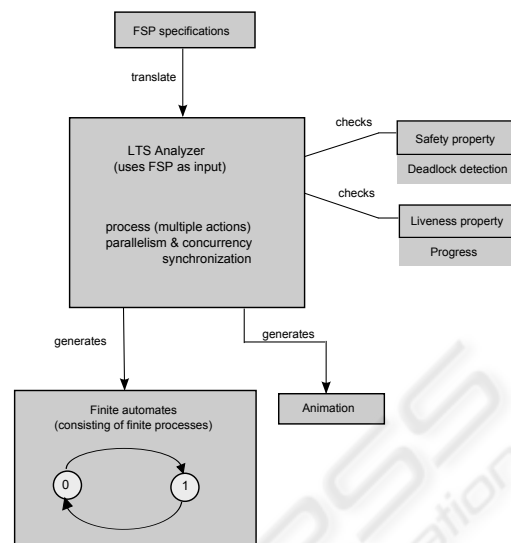 FSP specifications
translate
LTS Analyzer
(uses FSP as input)
process (multiple actions)
parallelism & concurrency
synchronization
checks
Safety property
Deadlock detection
checks
Liveness property
Progress
generates
generates
Finite automates
(consisting of finite processes)
0
1
Animation